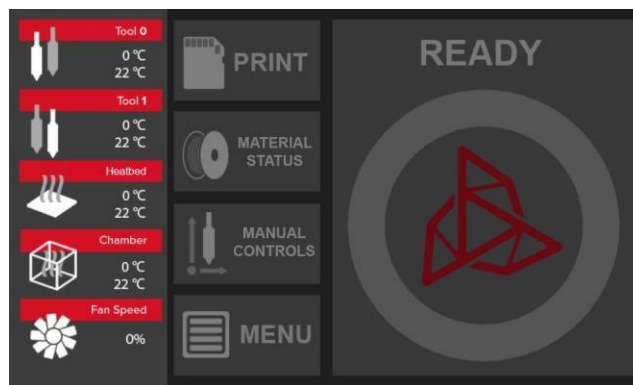 Tool 0
0 °C
22 °C
Tool 1
0 °C
22 °C
Heatbed
0 °C
22 °C
Chamber
0 °C
22 °C
Fan Speed
0%
PRINT
MATERIAL
STATUS
MANUAL
CONTROLS
MENU
READY